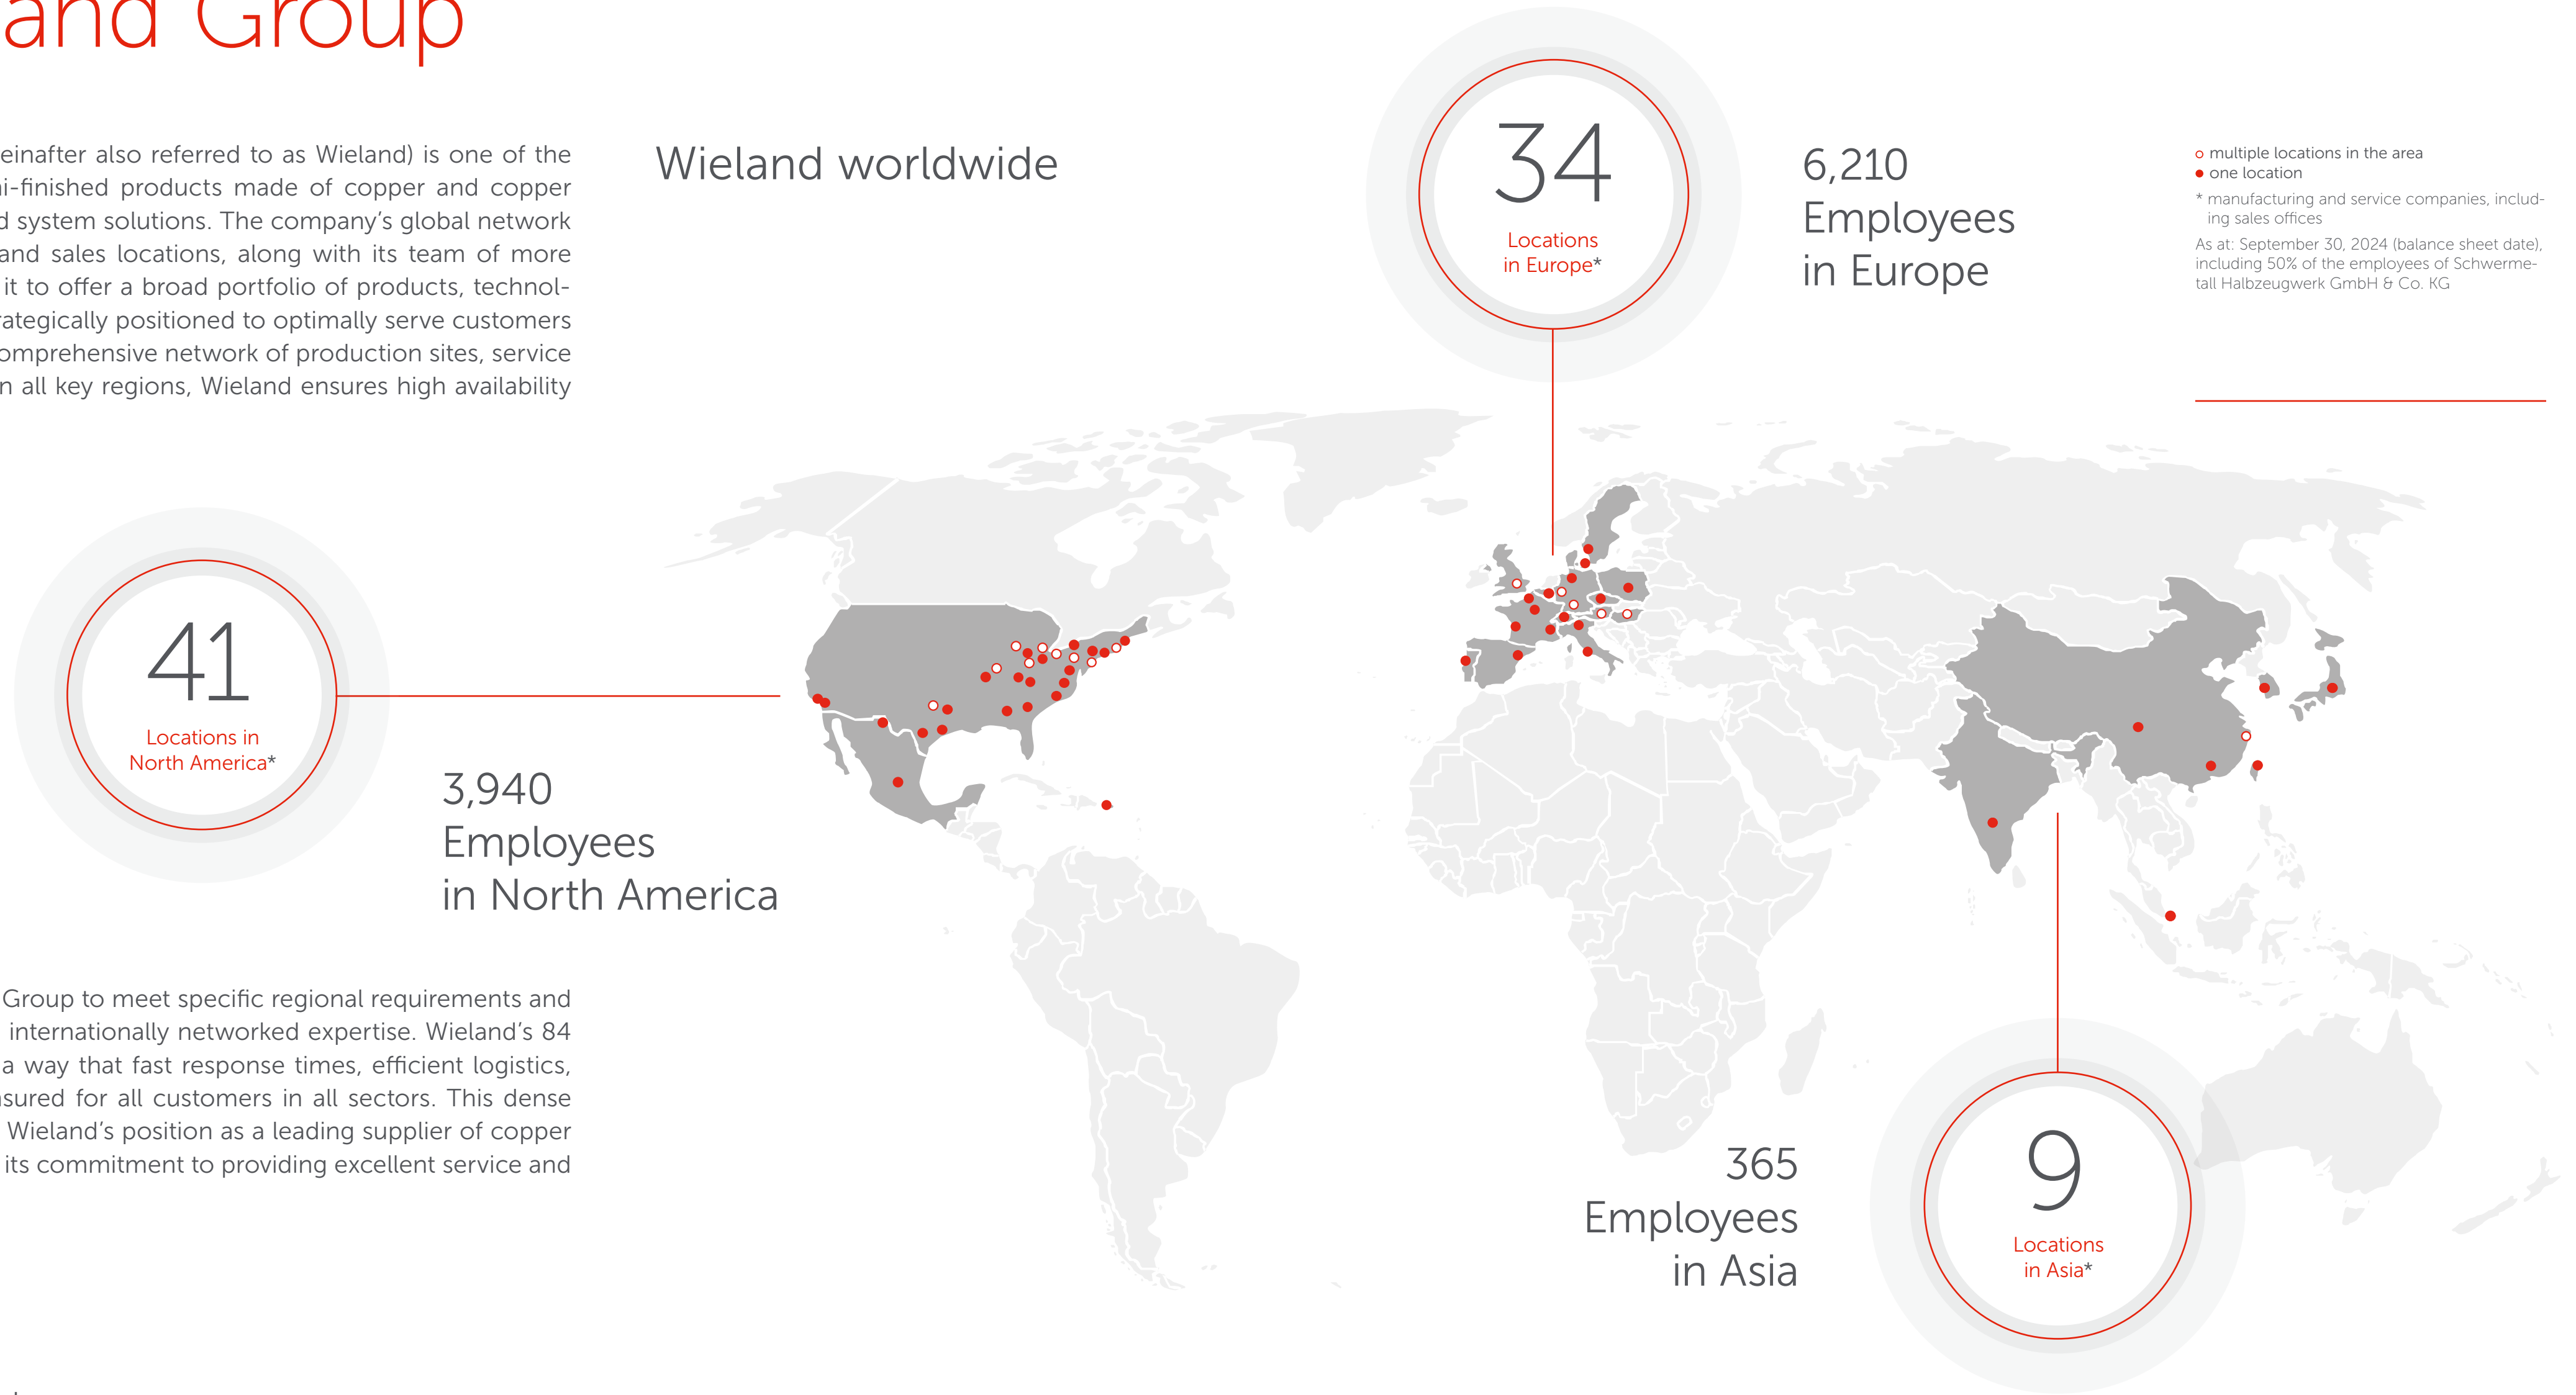 and Group
einafter also referred to as Wieland) is one of the
i-finished products made of copper and copper
d system solutions. The company's global network
and sales locations, along with its team of more
it to offer a broad portfolio of products, technol-
rategically positioned to optimally serve customers
omprehensive network of production sites, service
n all key regions, Wieland ensures high availability
Wieland worldwide
34
Locations
in Europe*
6,210
Employees
in Europe
multiple locations in the area
one location
* manufacturing and service companies, includ-
ing sales offices
As at: September 30, 2024 (balance sheet date),
including 50% of the employees of Schwerme-
tall Halbzeugwerk GmbH & Co. KG
41
Locations in
North America*
3,940
Employees
in North America
Group to meet specific regional requirements and
internationally networked expertise. Wieland's 84
a way that fast response times, efficient logistics,
sured for all customers in all sectors. This dense
Wieland's position as a leading supplier of copper
its commitment to providing excellent service and
365
Employees
in Asia
9
Locations
in Asia*